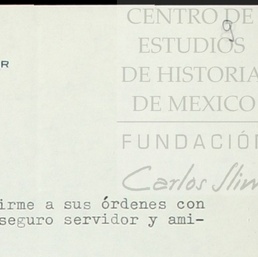 CENTRO DE
ESTUDIOS
DE HISTORIA
DE MEXICO
FUNDACIÓN
Carlos Slim
R
irme a sus órdenes con
seguro servidor y ami-